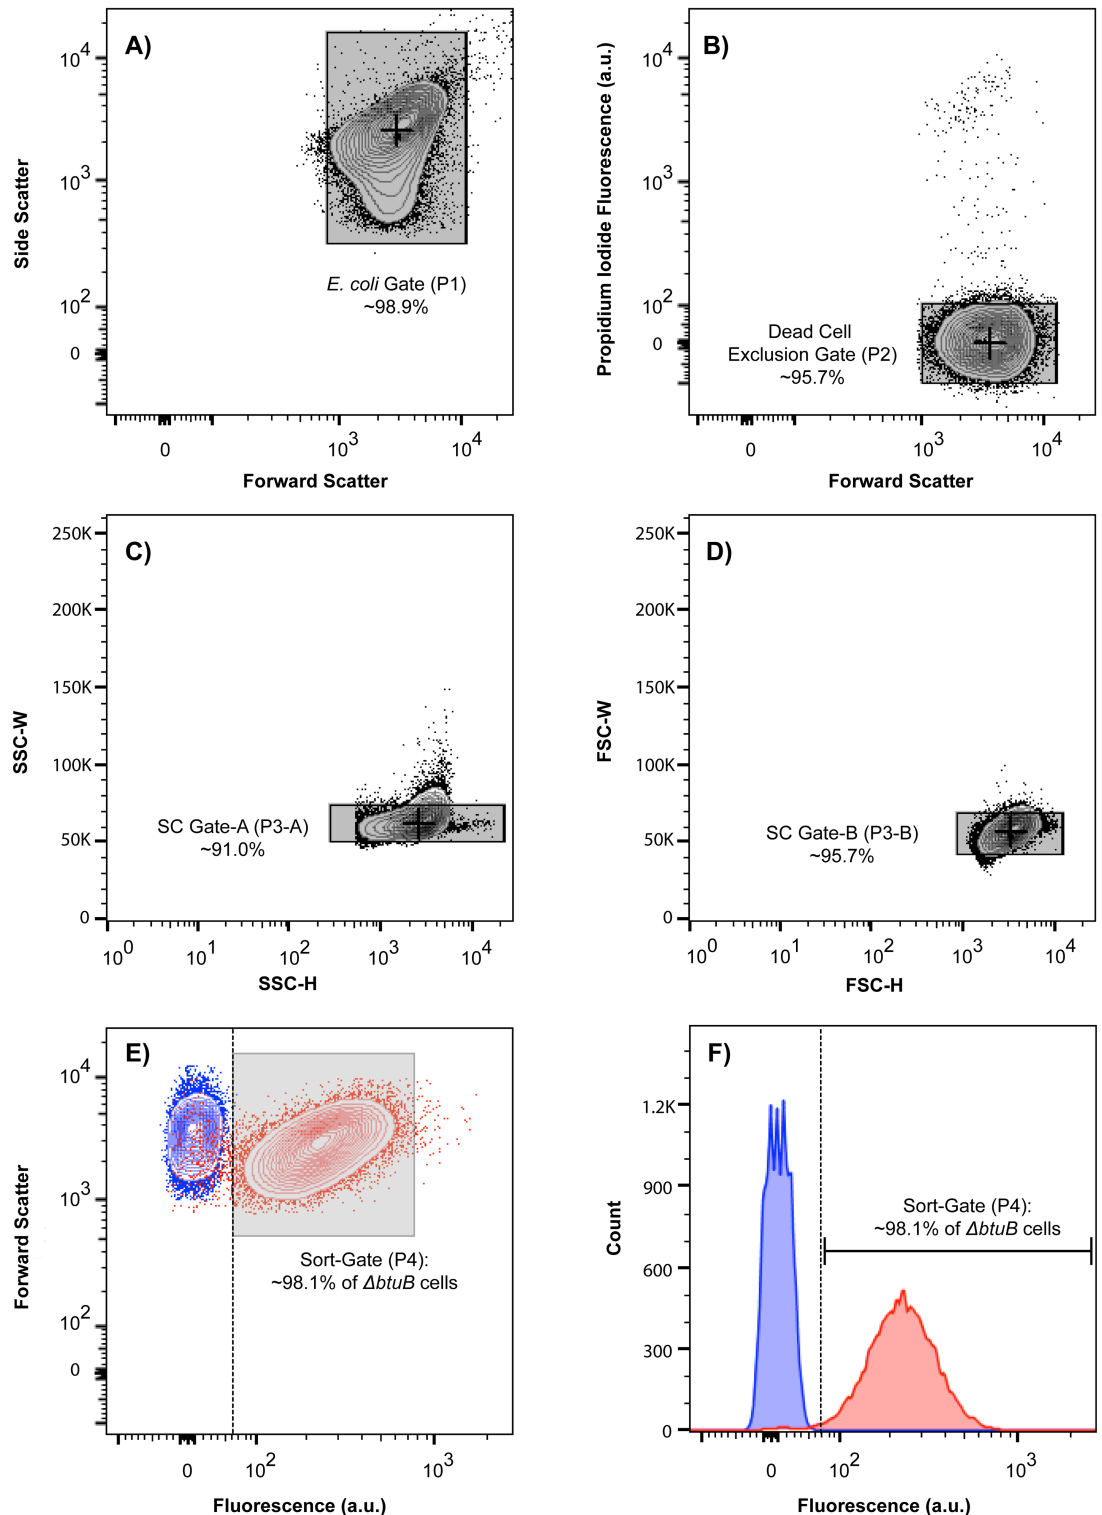 A)
10^4
10^3
10^2
0
Side Scatter
E. coli Gate (P1)
~98.9%
0
10^3
10^4
Forward Scatter
B)
10^4
10^3
10^2
0
Propidium Iodide Fluorescence (a.u.)
Dead Cell
Exclusion Gate (P2)
~95.7%
0
10^3
10^4
Forward Scatter
C)
250K
200K
150K
100K
50K
0
SSC-W
SC Gate-A (P3-A)
~91.0%
10^0
10^1
10^2
10^3
10^4
SSC-H
D)
250K
200K
150K
100K
50K
0
FSC-W
SC Gate-B (P3-B)
~95.7%
10^0
10^1
10^2
10^3
10^4
FSC-H
E)
10^4
10^3
10^2
0
Forward Scatter
Sort-Gate (P4):
~98.1% of ΔbtuB cells
0
10^2
10^3
Fluorescence (a.u.)
F)
1.2K
900
600
300
0
Count
Sort-Gate (P4):
~98.1% of ΔbtuB cells
0
10^2
10^3
Fluorescence (a.u.)